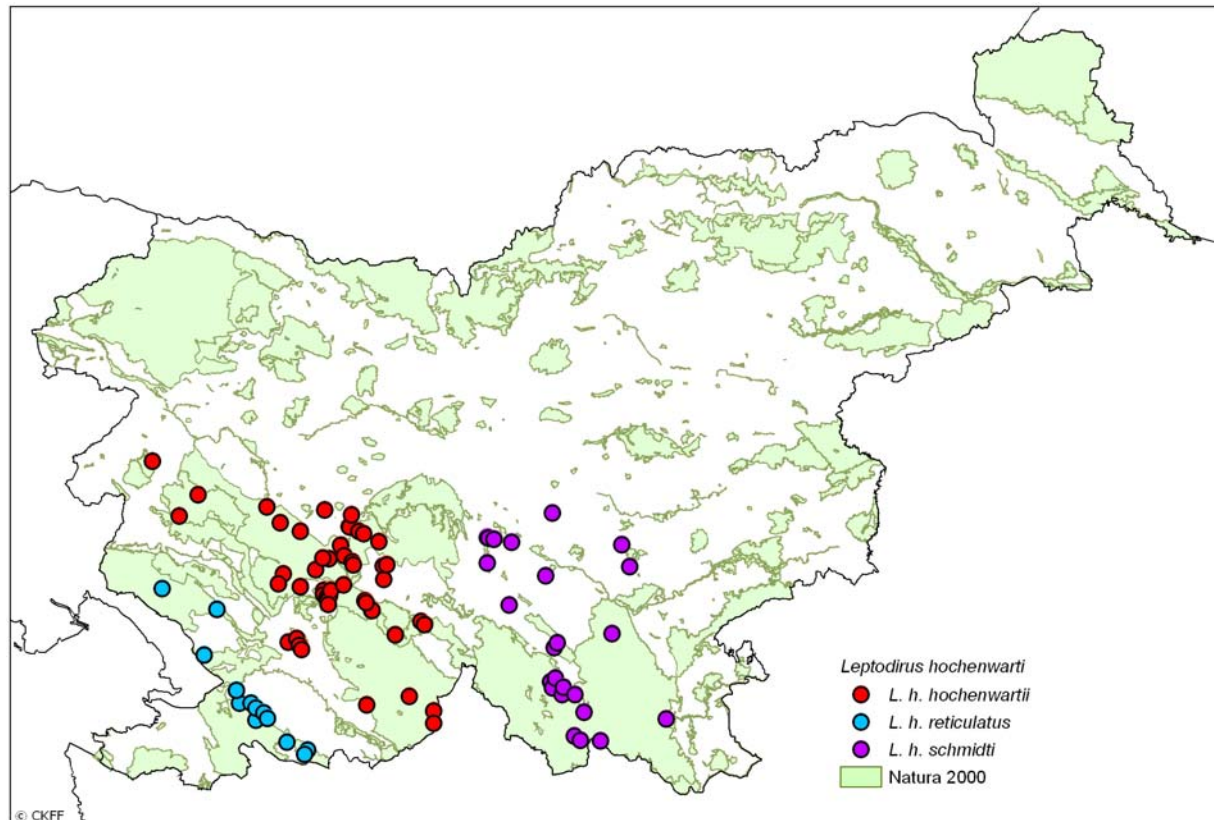 Leptodirus hochenwarti
L. h. hochenwartii
L. h. reticulatus
L. h. schmidti
Natura 2000
© CKFF